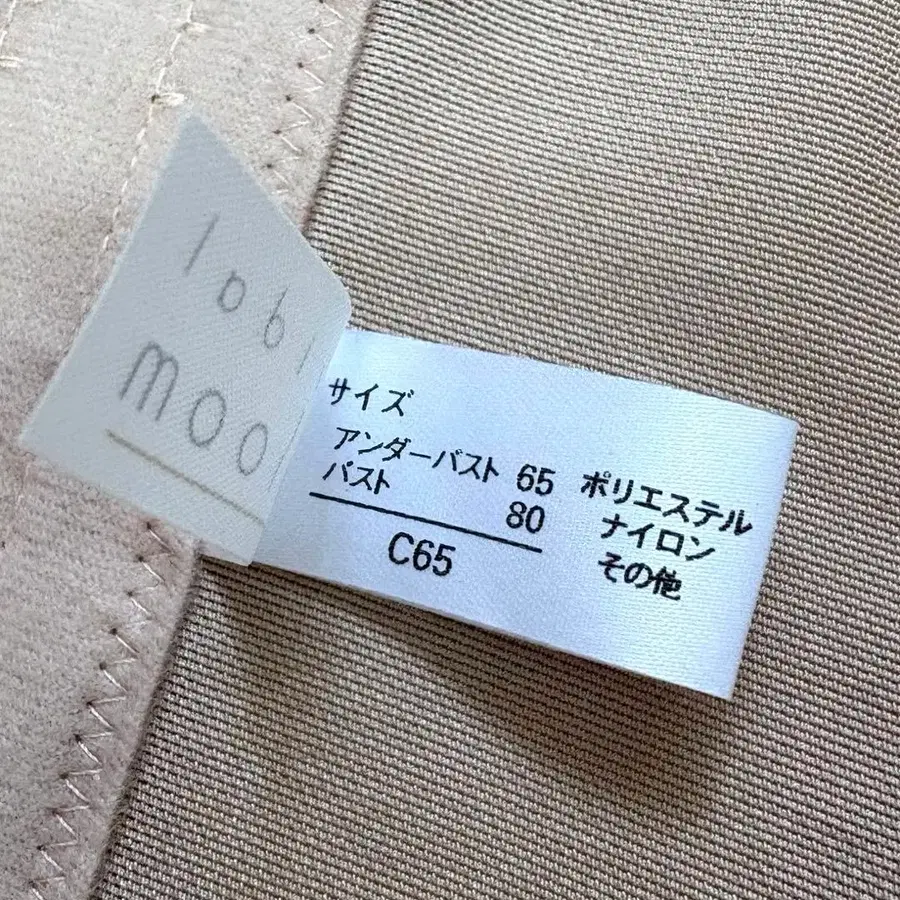 moo
サイズ
アンダーバスト 65
バスト 80
C65
ポリエステル
ナイロン
その他